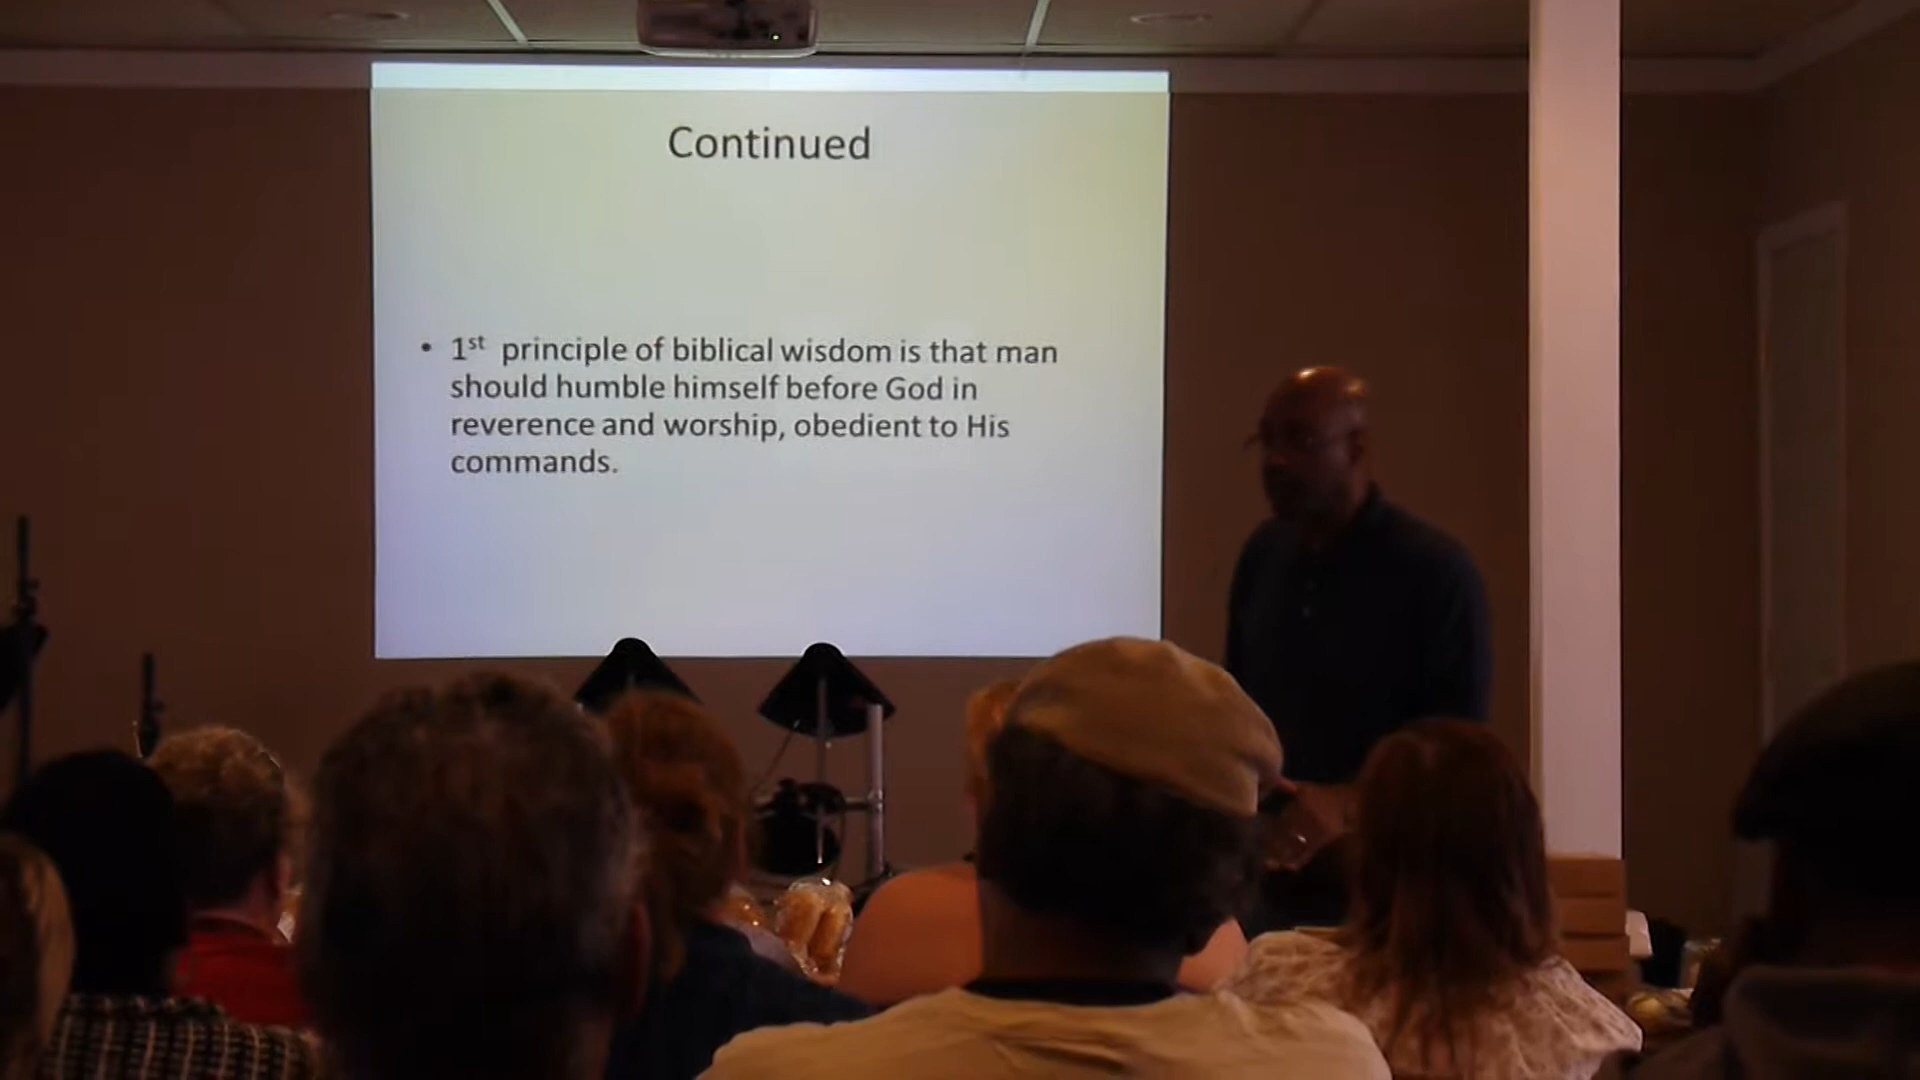 Continued
• 1st principle of biblical wisdom is that man
should humble himself before God in
reverence and worship, obedient to His
commands.